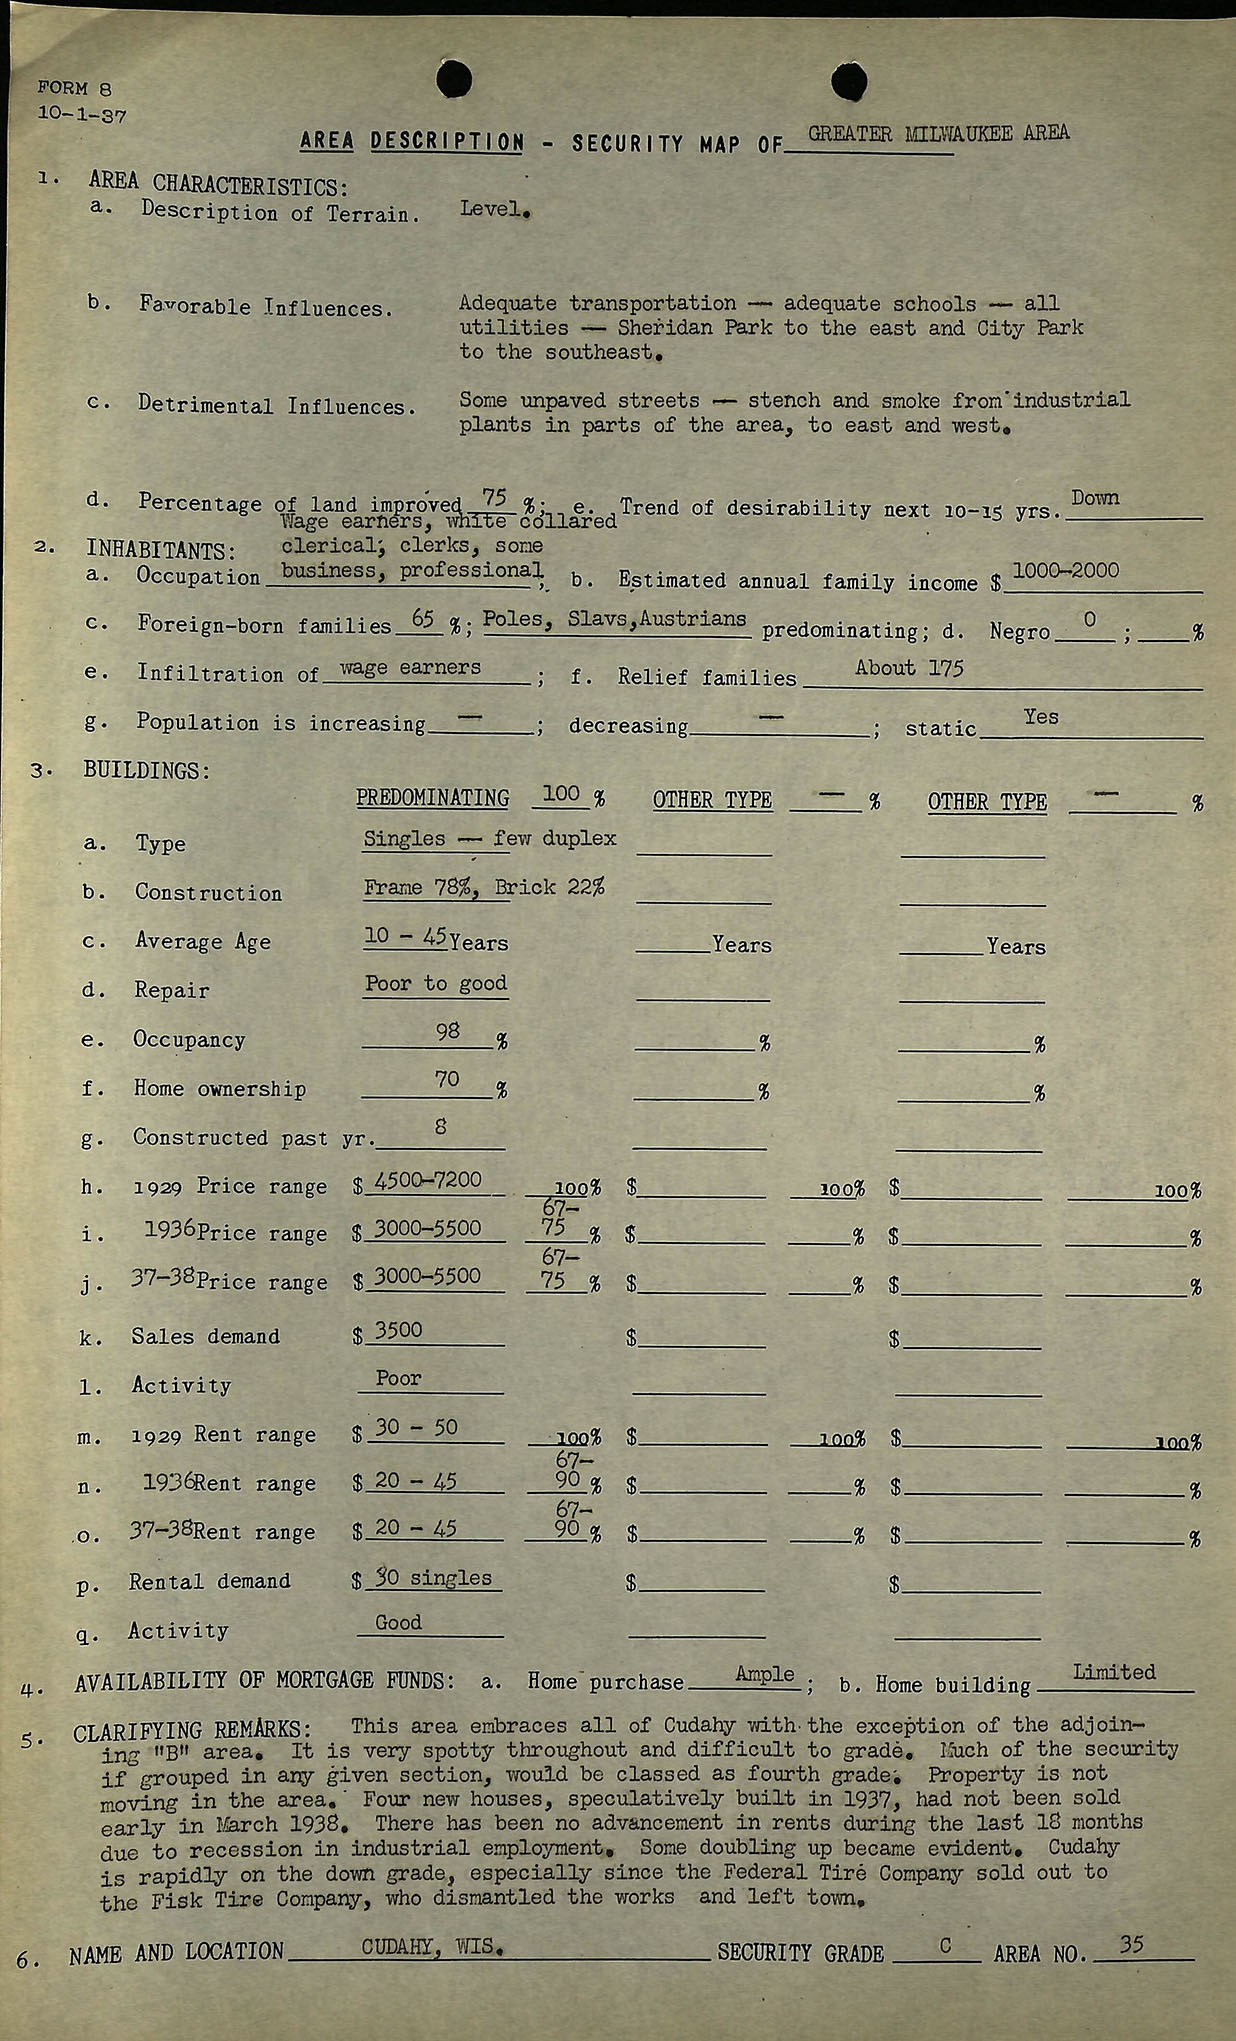 FORM 8
10-1-37
AREA DESCRIPTION - SECURITY MAP OF GREATER MILWAUKEE AREA
1. AREA CHARACTERISTICS:
a. Description of Terrain. Level.
b. Favorable Influences. Adequate transportation — adequate schools — all
utilities — Sheridan Park to the east and City Park
to the southeast.
c. Detrimental Influences. Some unpaved streets — stench and smoke from industrial
plants in parts of the area, to east and west.
d. Percentage of land improved 75 %; e. Trend of desirability next 10-15 yrs. Down
Wage earners, white collared
2. INHABITANTS: clerical, clerks, some
a. Occupation business, professional; b. Estimated annual family income $ 1000-2000
c. Foreign-born families 65 %; Poles, Slavs,Austrians predominating; d. Negro 0 ; %
e. Infiltration of wage earners ; f. Relief families About 175
g. Population is increasing — ; decreasing — ; static Yes
3. BUILDINGS:
PREDOMINATING 100 % OTHER TYPE — % OTHER TYPE — %
a. Type Singles — few duplex
b. Construction Frame 78%, Brick 22%
c. Average Age 10 - 45 Years Years Years
d. Repair Poor to good
e. Occupancy 98 % % %
f. Home ownership 70 % % %
g. Constructed past yr. 8
h. 1929 Price range $ 4500-7200 100% $ 100% $ 100%
67-
i. 1936 Price range $ 3000-5500 75 % $ % $ %
67-
j. 37-38 Price range $ 3000-5500 75 % $ % $ %
k. Sales demand $ 3500 $ $
l. Activity Poor
m. 1929 Rent range $ 30 - 50 100% $ 100% $ 100%
67-
n. 1936 Rent range $ 20 - 45 90 % $ % $ %
67-
o. 37-38 Rent range $ 20 - 45 90 % $ % $ %
p. Rental demand $ 30 singles $ $
q. Activity Good
4. AVAILABILITY OF MORTGAGE FUNDS: a. Home purchase Ample ; b. Home building Limited
5. CLARIFYING REMARKS: This area embraces all of Cudahy with the exception of the adjoin-
ing "B" area. It is very spotty throughout and difficult to grade. Much of the security
if grouped in any given section, would be classed as fourth grade. Property is not
moving in the area. Four new houses, speculatively built in 1937, had not been sold
early in March 1938. There has been no advancement in rents during the last 18 months
due to recession in industrial employment. Some doubling up became evident. Cudahy
is rapidly on the down grade, especially since the Federal Tire Company sold out to
the Fisk Tire Company, who dismantled the works and left town.
6. NAME AND LOCATION CUDAHY, WIS. SECURITY GRADE C AREA NO. 35